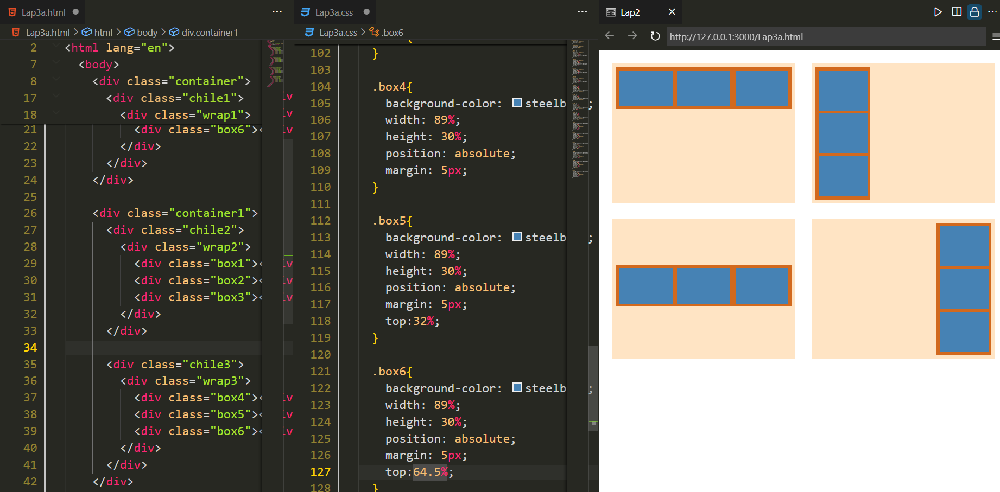 Lap3a.html ● ···
Lap3a.html > html > body > div.container1
2 <html lang="en">
7 <body>
8 <div class="container">
17 <div class="chile1">
18 <div class="wrap1">
21 <div class="box6"><
22 </div>
23 </div>
24 </div>
25
26 <div class="container1">
27 <div class="chile2">
28 <div class="wrap2">
29 <div class="box1"><
30 <div class="box2"><
31 <div class="box3"><
32 </div>
33 </div>
34
35 <div class="chile3">
36 <div class="wrap3">
37 <div class="box4"><
38 <div class="box5"><
39 <div class="box6"><
40 </div>
41 </div>
42 </div>
Lap3a.css ● ···
Lap3a.css > .box6
102 }
103
104 .box4{
105 background-color: steelb ;
106 width: 89%;
107 height: 30%;
108 position: absolute;
109 margin: 5px;
110 }
111
112 .box5{
113 background-color: steelb ;
114 width: 89%;
115 height: 30%;
116 position: absolute;
117 margin: 5px;
118 top:32%;
119 }
120
121 .box6{
122 background-color: steelb ;
123 width: 89%;
124 height: 30%;
125 position: absolute;
126 margin: 5px;
127 top:64.5%;
128 }
Lap2
http://127.0.0.1:3000/Lap3a.html